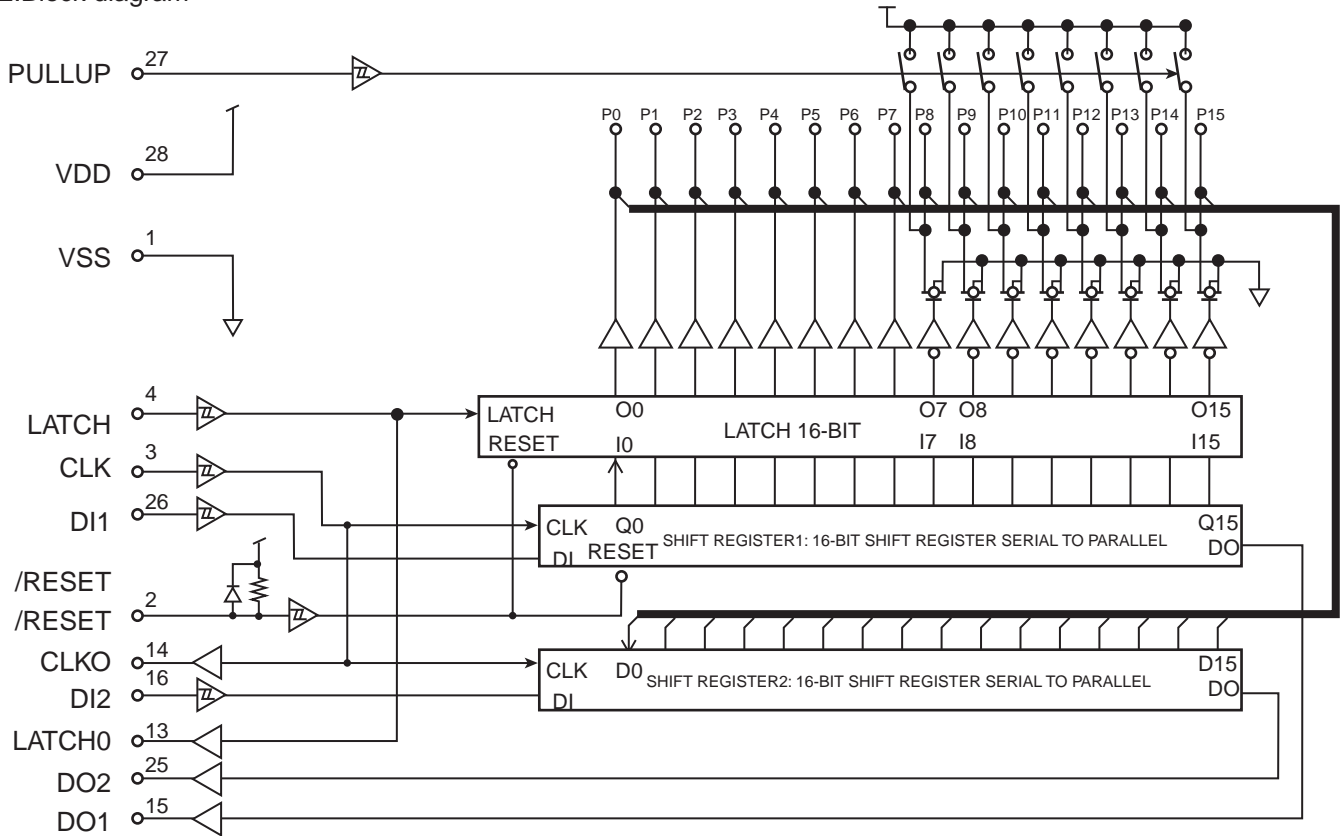 2.Block diagram
PULLUP 27
VDD 28
VSS 1
P0 P1 P2 P3 P4 P5 P6 P7 P8 P9 P10 P11 P12 P13 P14 P15
LATCH 4
CLK 3
DI1 26
/RESET
/RESET 2
CLKO 14
DI2 16
LATCH0 13
DO2 25
DO1 15
LATCH O0 O7 O8 O15
LATCH 16-BIT
RESET I0 I7 I8 I15
CLK Q0 Q15
SHIFT REGISTER1: 16-BIT SHIFT REGISTER SERIAL TO PARALLEL
DI RESET DO
CLK D0 D15
SHIFT REGISTER2: 16-BIT SHIFT REGISTER SERIAL TO PARALLEL
DI DO